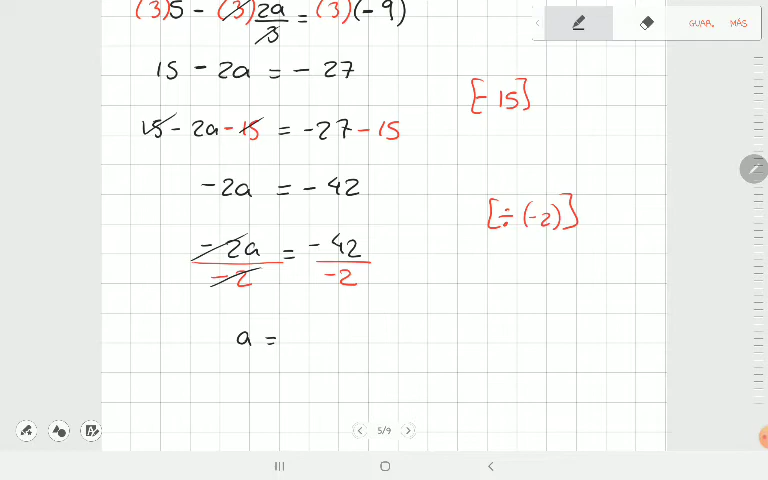 (3)5 - (3)2a/3 = (3)(-9)
GUAR. MÁS
15 - 2a = - 27
[- 15]
15 - 2a - 15 = -27 - 15
-2a = - 42
[÷ (-2)]
-2a/-2 = -42/-2
a =
5/9